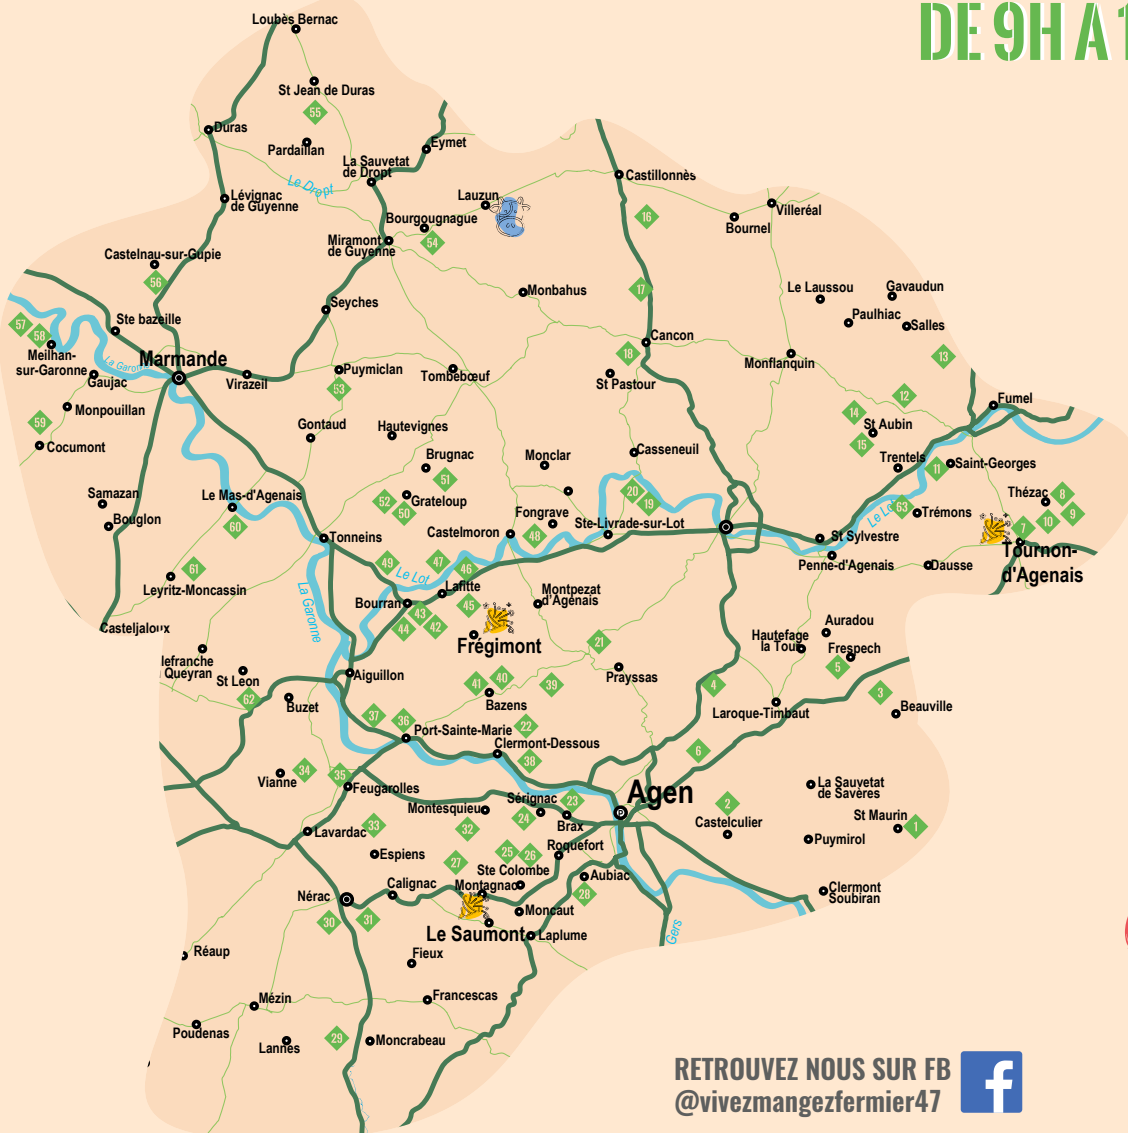 DE 9H A 1
Loubès Bernac
St Jean de Duras
55
Duras
Pardaillan
Eymet
La Sauvetat
de Dropt
Le Dropt
Lévignac
de Guyenne
Lauzun
Castillonnès
Bourgougnague
54
Miramont
de Guyenne
16
Villeréal
Bournel
Castelnau-sur-Gupie
56
Monbahus
17
Le Laussou
Gavaudun
Seyches
Paulhiac
Salles
57
58
Ste bazeille
Meilhan-
sur-Garonne
La Garo
Marmande
Cancon
18
Monflanquin
13
Gaujac
Virazeil
Puymiclan
53
Tombebœuf
St Pastour
12
Fumel
Monpouillan
59
Cocumont
Gontaud
Hautevignes
14
St Aubin
15
Brugnac
51
Monclar
Casseneuil
Trentels
11
Saint-Georges
Samazan
Le Mas-d'Agenais
60
Bouglon
52
Grateloup
50
20
19
Thézac
8
9
10
7
63
Trémons
Le Lo
Fongrave
Castelmoron
48
Ste-Livrade-sur-Lot
Tonneins
St Sylvestre
Penne-d'Agenais
Tournon-
d'Agenais
Dausse
61
Leyritz-Moncassin
49
Le Lot
47
46
Lafitte
Montpezat
d'Agenais
La Garonne
Bourran
43
44
42
45
Frégimont
Casteljaloux
Auradou
Hautefage
la Tour
Frespech
5
21
lefranche
Queyran
St Léon
62
Buzet
Aiguillon
Prayssas
41
40
39
Bazens
4
3
Beauville
Laroque-Timbaut
37
36
Port-Sainte-Marie
22
Clermont-Dessous
38
6
Vianne
34
35
Feugarolles
Agen
La Sauvetat
de Savères
Montesquieu
Sérignac
23
24
Brax
2
Castelculier
St Maurin
1
Lavardac
33
32
Roquefort
Puymirol
Espiens
27
25
26
Ste Colombe
Aubiac
28
Calignac
Montagnac
Clermont
Soubiran
Nérac
30
31
Moncaut
Le Saumont
Laplume
Gers
Réaup
Fieux
Mézin
Francescas
Poudenas
Lannes
29
Moncrabeau
RETROUVEZ NOUS SUR FB
@vivezmangezfermier47